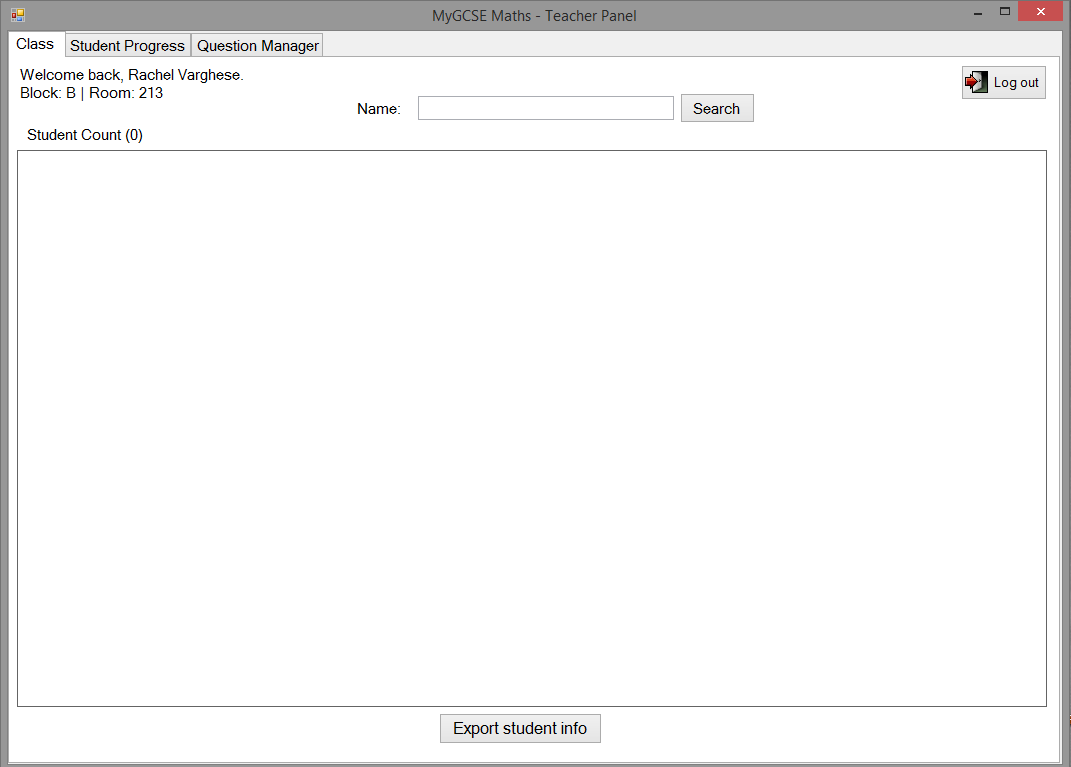 MyGCSE Maths - Teacher Panel
Class
Student Progress
Question Manager
Welcome back, Rachel Varghese.
Block: B | Room: 213
Log out
Name:
Search
Student Count (0)
Export student info